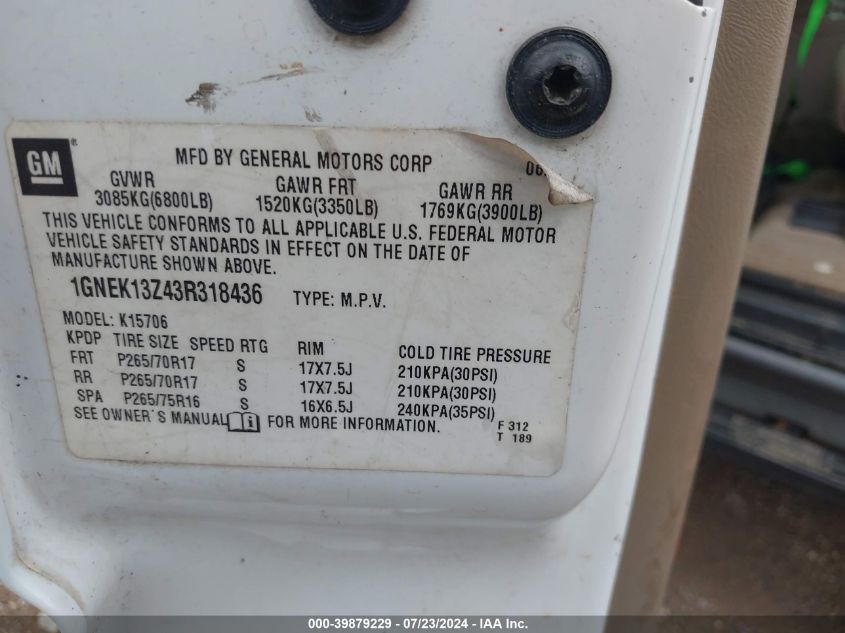 GM ®
MFD BY GENERAL MOTORS CORP
GVWR GAWR FRT GAWR RR
3085KG(6800LB) 1520KG(3350LB) 1769KG(3900LB)
THIS VEHICLE CONFORMS TO ALL APPLICABLE U.S. FEDERAL MOTOR
VEHICLE SAFETY STANDARDS IN EFFECT ON THE DATE OF
MANUFACTURE SHOWN ABOVE.
1GNEK13Z43R318436 TYPE: M.P.V.
MODEL: K15706
KPDP TIRE SIZE SPEED RTG RIM COLD TIRE PRESSURE
FRT P265/70R17 S 17X7.5J 210KPA(30PSI)
RR P265/70R17 S 17X7.5J 210KPA(30PSI)
SPA P265/75R16 S 16X6.5J 240KPA(35PSI)
SEE OWNER'S MANUAL i FOR MORE INFORMATION.
F 312
T 189
000-39879229 - 07/23/2024 - IAA Inc.